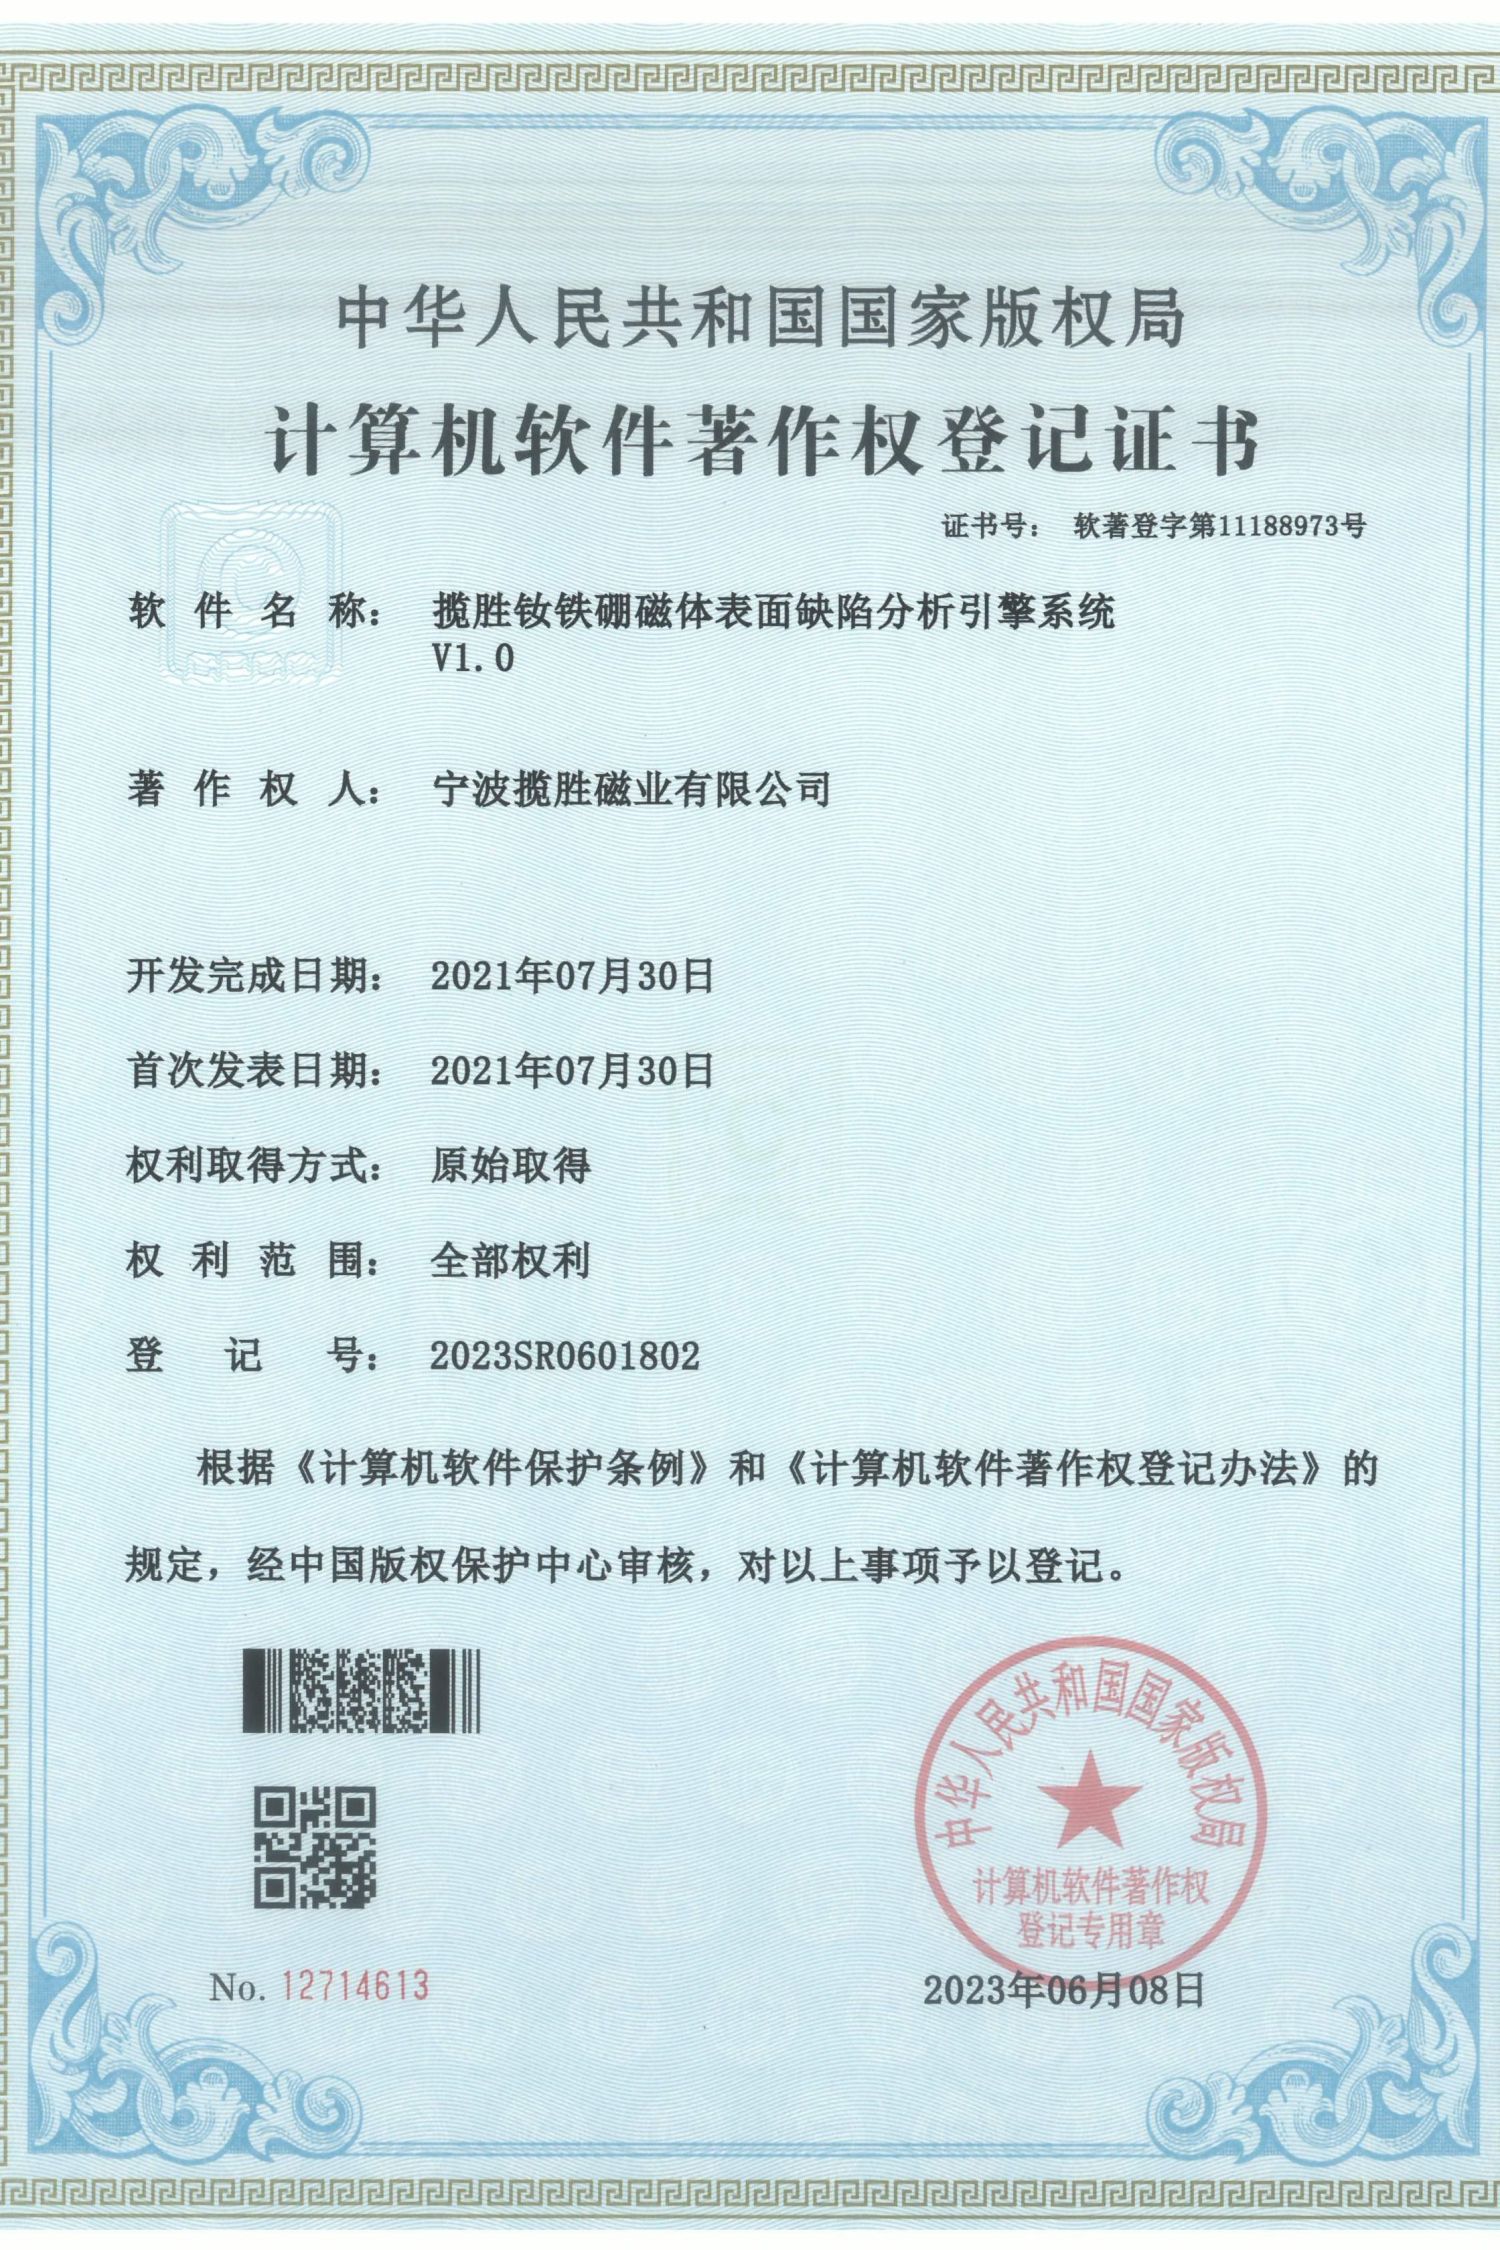 中华人民共和国国家版权局
计算机软件著作权登记证书
证书号： 软著登字第11188973号
软件名称： 揽胜钕铁硼磁体表面缺陷分析引擎系统
V1.0
著作权人： 宁波揽胜磁业有限公司
开发完成日期： 2021年07月30日
首次发表日期： 2021年07月30日
权利取得方式： 原始取得
权利范围： 全部权利
登记号： 2023SR0601802
根据《计算机软件保护条例》和《计算机软件著作权登记办法》的
规定，经中国版权保护中心审核，对以上事项予以登记。
中华人民共和国国家版权局
计算机软件著作权
登记专用章
No. 12714613
2023年06月08日